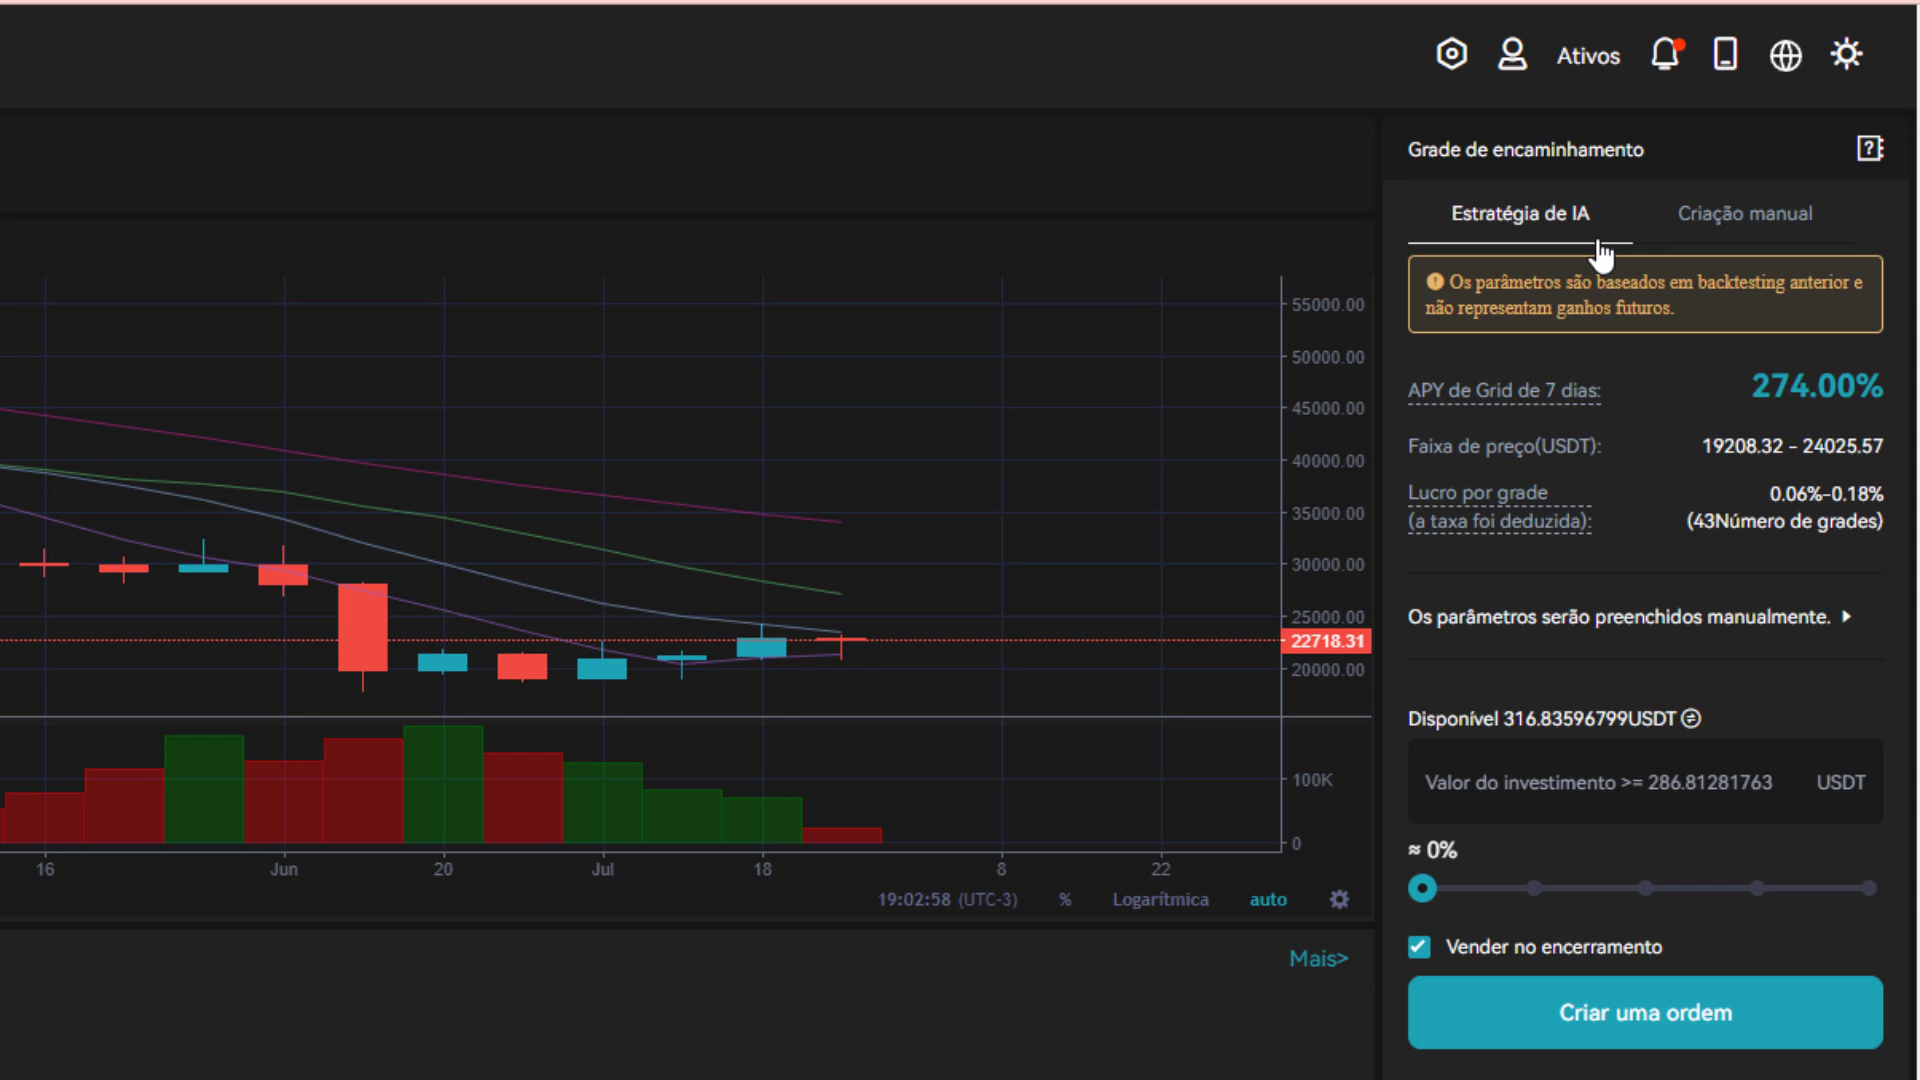 Ativos
Grade de encaminhamento
Estratégia de IA
Criação manual
Os parâmetros são baseados em backtesting anterior e
não representam ganhos futuros.
APY de Grid de 7 dias:
274.00%
Faixa de preço(USDT):
19208.32 - 24025.57
Lucro por grade
(a taxa foi deduzida):
0.06%-0.18%
(43Número de grades)
Os parâmetros serão preenchidos manualmente.
Disponível 316.83596799USDT
Valor do investimento >= 286.81281763
USDT
≈ 0%
Vender no encerramento
Criar uma ordem
55000.00
50000.00
45000.00
40000.00
35000.00
30000.00
25000.00
22718.31
20000.00
100K
0
16
Jun
20
Jul
18
8
22
19:02:58 (UTC-3)
%
Logarítmica
auto
Mais>